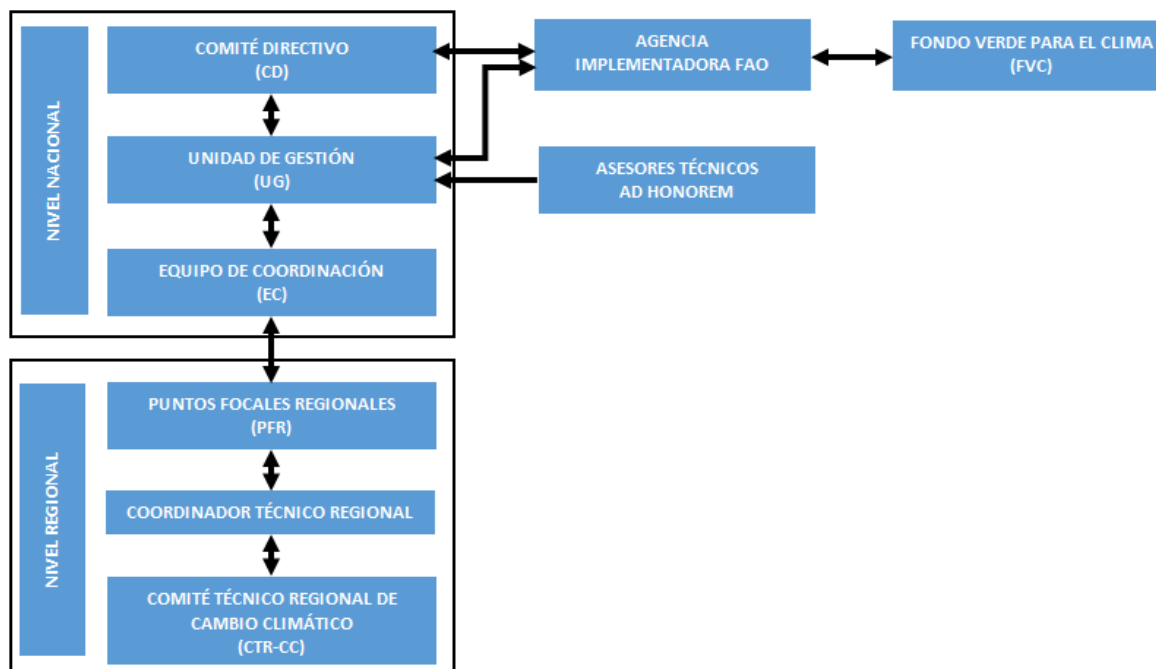 NIVEL NACIONAL
COMITÉ DIRECTIVO
(CD)
UNIDAD DE GESTIÓN
(UG)
EQUIPO DE COORDINACIÓN
(EC)
AGENCIA
IMPLEMENTADORA FAO
FONDO VERDE PARA EL CLIMA
(FVC)
ASESORES TÉCNICOS
AD HONOREM
NIVEL REGIONAL
PUNTOS FOCALES REGIONALES
(PFR)
COORDINADOR TÉCNICO REGIONAL
COMITÉ TÉCNICO REGIONAL DE
CAMBIO CLIMÁTICO
(CTR-CC)